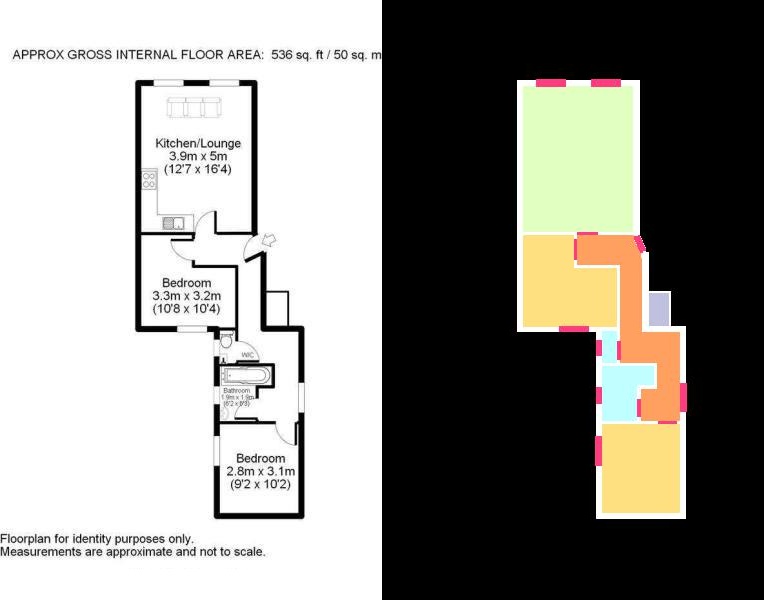 APPROX GROSS INTERNAL FLOOR AREA: 536 sq. ft / 50 sq. m
Kitchen/Lounge
3.9m x 5m
(12'7 x 16'4)
Bedroom
3.3m x 3.2m
(10'8 x 10'4)
W/C
Bathroom
1.9m x 1.9m
(6'2 x 6'3)
Bedroom
2.8m x 3.1m
(9'2 x 10'2)
Floorplan for identity purposes only.
Measurements are approximate and not to scale.